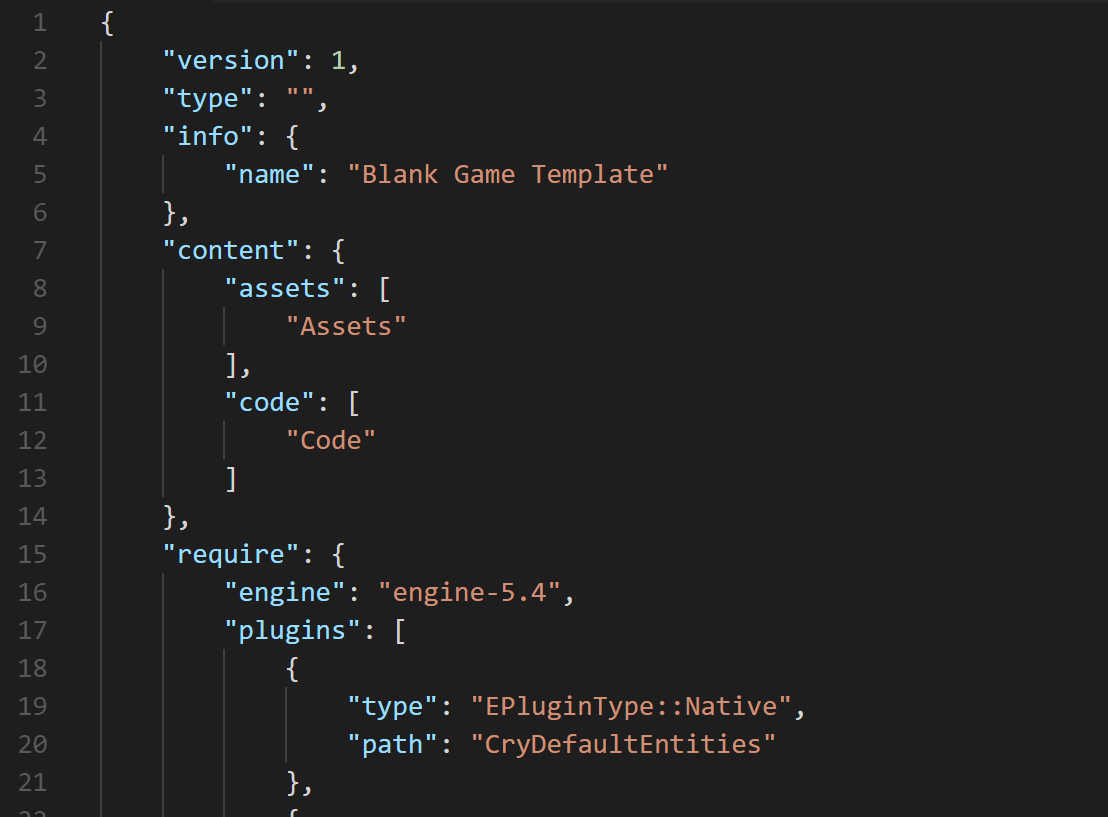 1 {
2 "version": 1,
3 "type": "",
4 "info": {
5 "name": "Blank Game Template"
6 },
7 "content": {
8 "assets": [
9 "Assets"
10 ],
11 "code": [
12 "Code"
13 ]
14 },
15 "require": {
16 "engine": "engine-5.4",
17 "plugins": [
18 {
19 "type": "EPluginType::Native",
20 "path": "CryDefaultEntities"
21 },